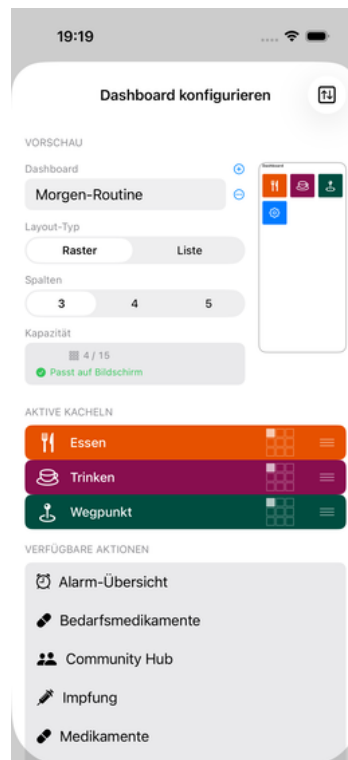 19:19
Dashboard konfigurieren
VORSCHAU
Dashboard
Morgen-Routine
Layout-Typ
Raster Liste
Spalten
3 4 5
Kapazität
4 / 15
Passt auf Bildschirm
Dashboard
AKTIVE KACHELN
Essen
Trinken
Wegpunkt
VERFÜGBARE AKTIONEN
Alarm-Übersicht
Bedarfsmedikamente
Community Hub
Impfung
Medikamente